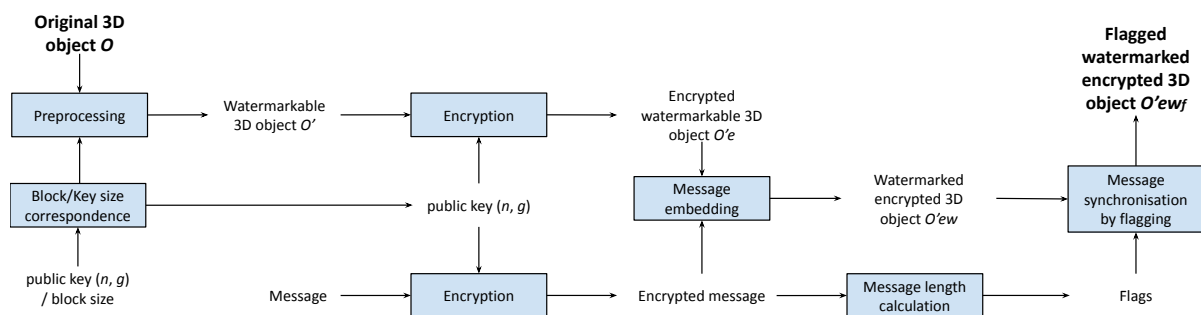 Original 3D
object O
Flagged
watermarked
encrypted 3D
object O'ewf
Preprocessing
Watermarkable
3D object O'
Encryption
Encrypted
watermarkable 3D
object O'e
Block/Key size
correspondence
public key (n, g)
Message
embedding
Watermarked
encrypted 3D
object O'ew
Message
synchronisation
by flagging
public key (n, g)
/ block size
Message
Encryption
Encrypted message
Message length
calculation
Flags